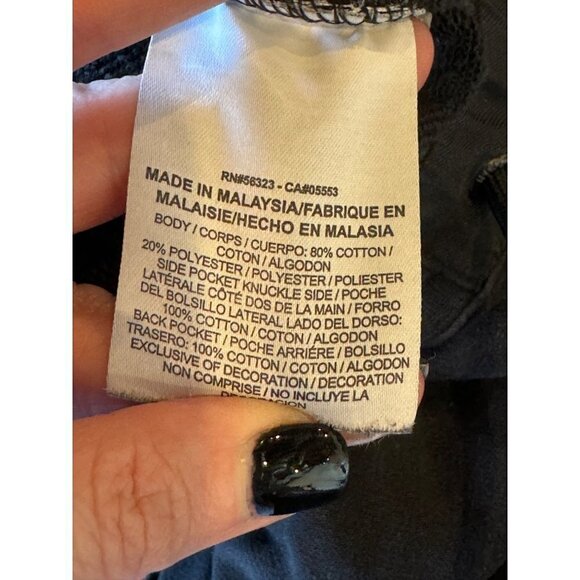 RN#56323 - CA#05553
MADE IN MALAYSIA/FABRIQUE EN
MALAISIE/HECHO EN MALASIA
BODY / CORPS / CUERPO: 80% COTTON /
COTON / ALGODON
20% POLYESTER / POLYESTER / POLIESTER
SIDE POCKET KNUCKLE SIDE / POCHE
LATÉRALE CÔTÉ DOS DE LA MAIN / FORRO
DEL BOLSILLO LATERAL LADO DEL DORSO:
100% COTTON / COTON / ALGODON
BACK POCKET / POCHE ARRIÉRE / BOLSILLO
TRASERO: 100% COTTON / COTON / ALGODON
EXCLUSIVE OF DECORATION / DECORATION
NON COMPRISE / NO INCLUYE LA